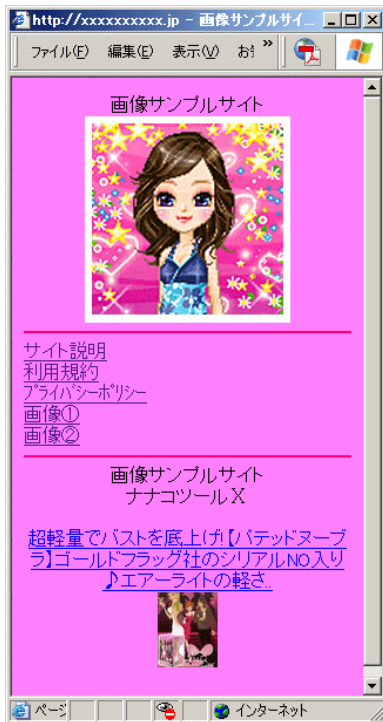 http://xxxxxxxxxx.jp - 画像サンプルサイ...
ファイル(F) 編集(E) 表示(V) お気 »
画像サンプルサイト
サイト説明
利用規約
プライバシーポリシー
画像①
画像②
画像サンプルサイト
ナナコツールX
超軽量でバストを底上げ!【パテッドヌーブ
ラ】ゴールドフラッグ社のシリアルNO入り
♪エアーライトの軽さ..
ページ インターネット